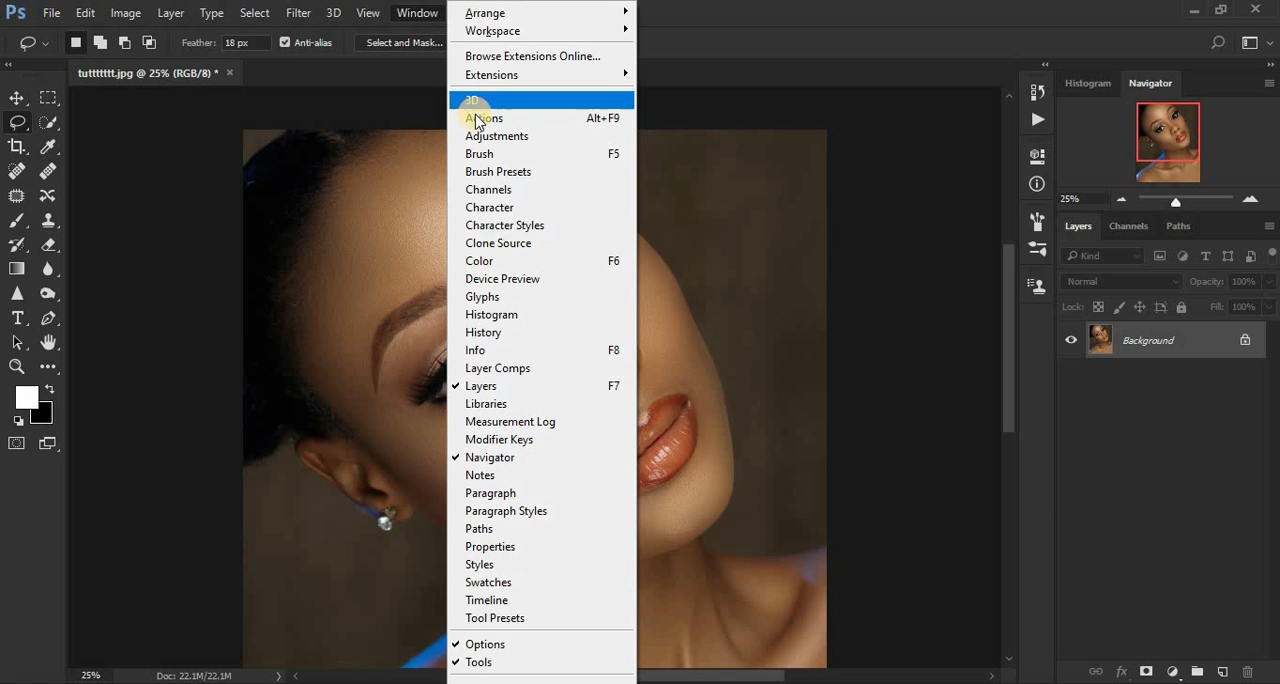 Ps File Edit Image Layer Type Select Filter 3D View Window
Feather: 18 px Anti-alias Select and Mask...
tuttttttt.jpg @ 25% (RGB/8) * ×
Arrange
Workspace
Browse Extensions Online...
Extensions
3D
Actions Alt+F9
Adjustments
Brush F5
Brush Presets
Channels
Character
Character Styles
Clone Source
Color F6
Device Preview
Glyphs
Histogram
History
Info F8
Layer Comps
Layers F7
Libraries
Measurement Log
Modifier Keys
Navigator
Notes
Paragraph
Paragraph Styles
Paths
Properties
Styles
Swatches
Timeline
Tool Presets
Options
Tools
Histogram Navigator
25%
Layers Channels Paths
Kind
Normal Opacity: 100%
Lock: Fill: 100%
Background
25% Doc: 22.1M/22.1M